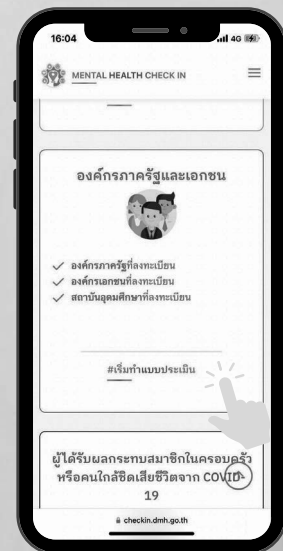 16:04
4G
MENTAL HEALTH CHECK IN
องค์กรภาครัฐและเอกชน
✓ องค์กรภาครัฐที่ลงทะเบียน
✓ องค์กรเอกชนที่ลงทะเบียน
✓ สถาบันอุดมศึกษาที่ลงทะเบียน
#เริ่มทำแบบประเมิน
ผู้ได้รับผลกระทบสมาชิกในครอบครัว
หรือคนใกล้ชิดเสียชีวิตจาก COVID-
19
checkin.dmh.go.th